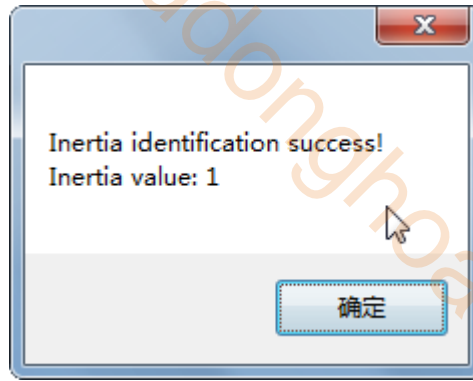 Inertia identification success!
Inertia value: 1
确定